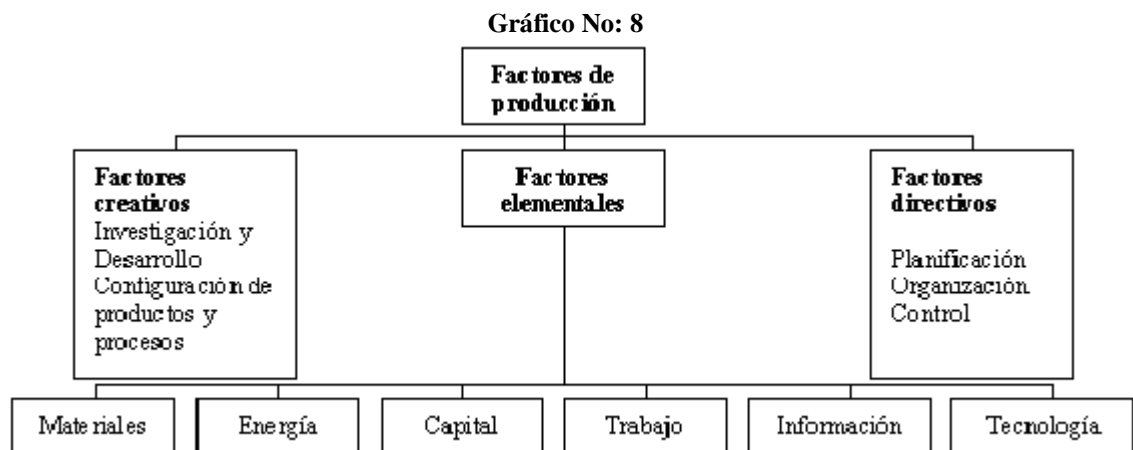 Gráfico No: 8
Factores de
producción
Factores
creativos
Investigación y
Desarrollo
Configuración de
productos y
procesos
Factores
elementales
Factores
directivos
Planificación
Organización
Control
Materiales
Energía
Capital
Trabajo
Información
Tecnología